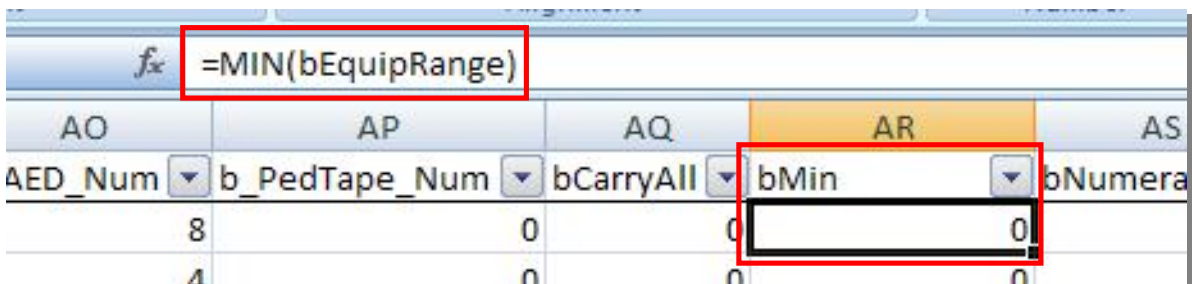 fx =MIN(bEquipRange)
AO AP AQ AR AS
AED_Num b_PedTape_Num bCarryAll bMin bNumera
8 0 0 0
4 0 0 0